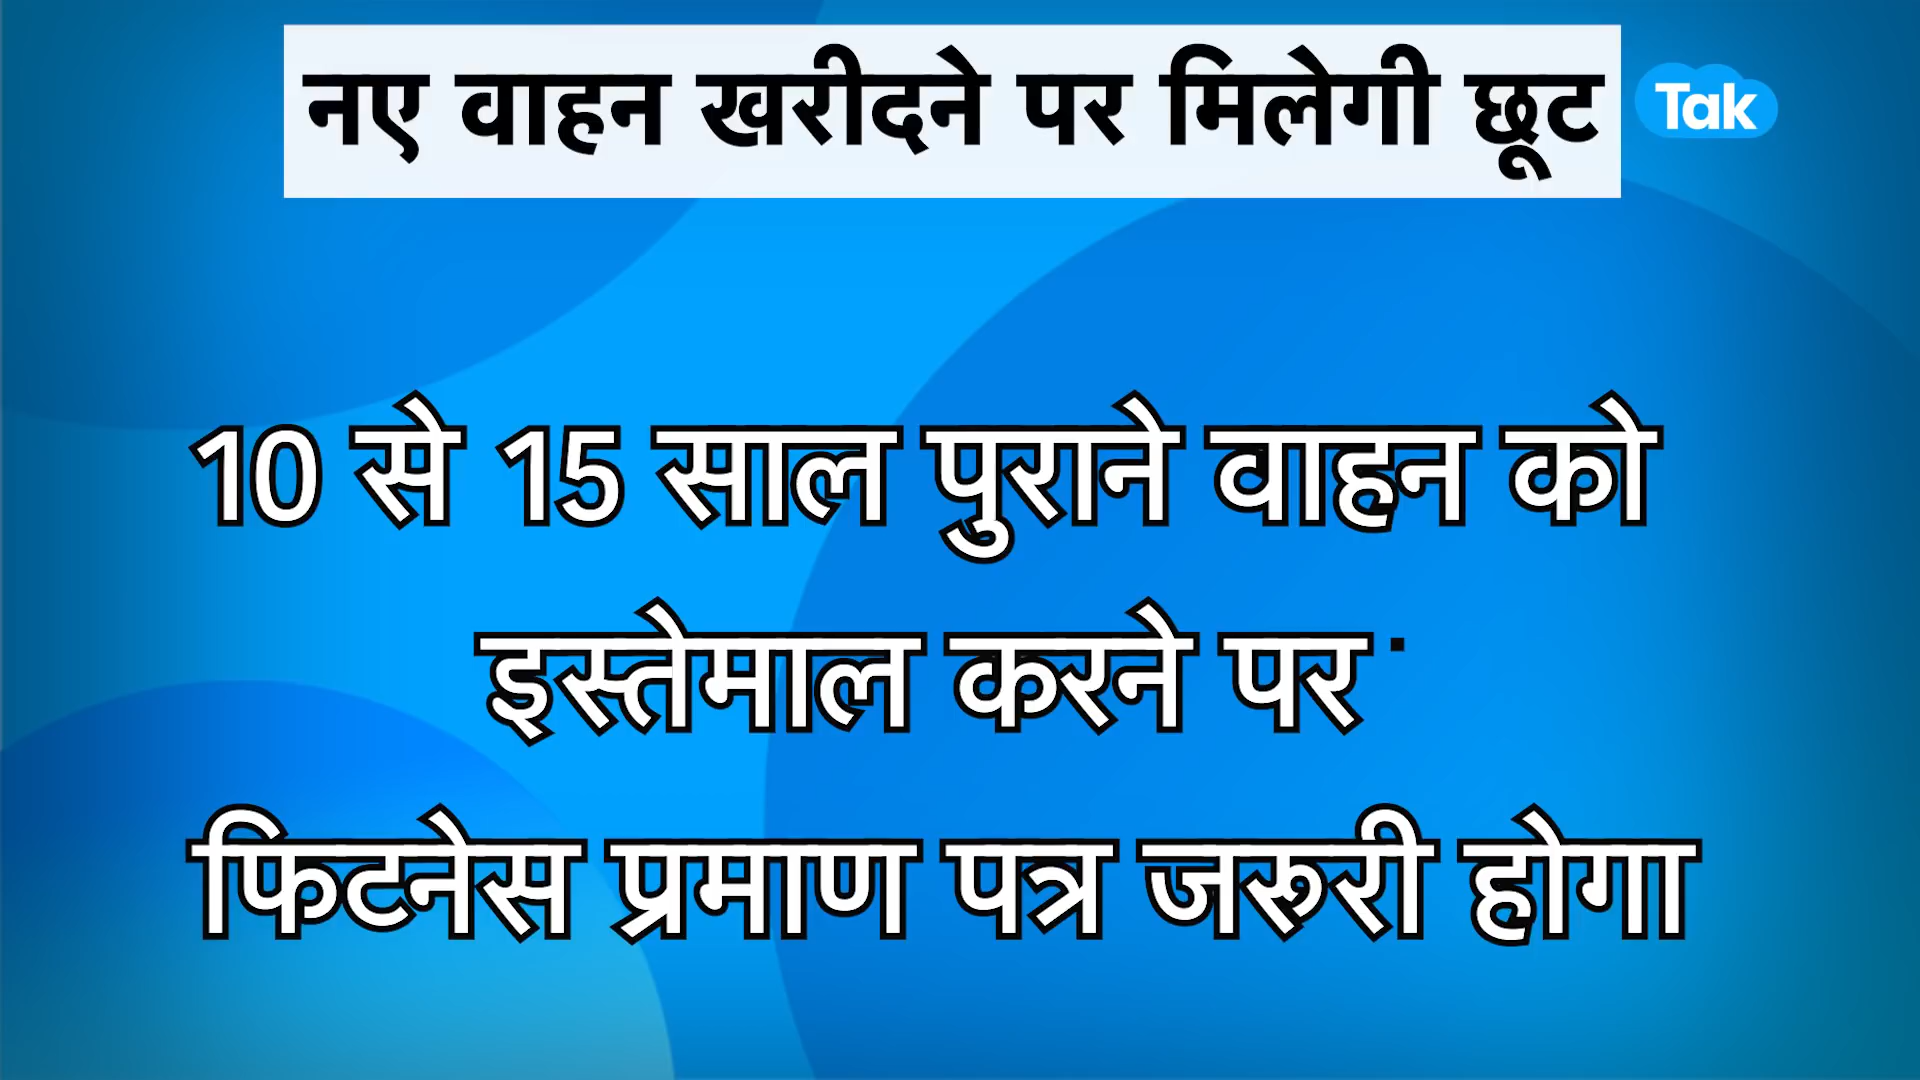 नए वाहन खरीदने पर मिलेगी छूट
Tak
10 से 15 साल पुराने वाहन को
इस्तेमाल करने पर
फिटनेस प्रमाण पत्र जरूरी होगा